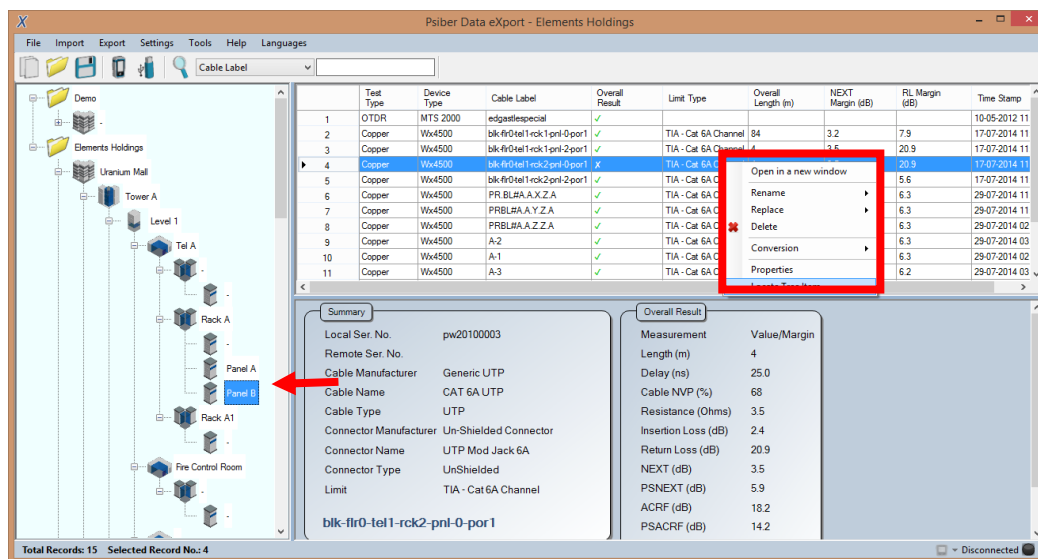 Psiber Data eXport - Elements Holdings
File Import Export Settings Tools Help Languages
Cable Label
Demo
-
Elements Holdings
Uranium Mall
Tower A
Level 1
Tel A
-
-
Rack A
-
Panel A
Panel B
Rack A1
-
Fire Control Room
-
-
Test Type Device Type Cable Label Overall Result Limit Type Overall Length (m) NEXT Margin (dB) RL Margin (dB) Time Stamp
1 OTDR MTS 2000 edgastlespecial ✓ 10-05-2012 11
2 Copper Wx4500 blk-flr0-tel1-rck1-pnl-0-por1 ✓ TIA - Cat 6A Channel 84 3.2 7.9 17-07-2014 11
3 Copper Wx4500 blk-flr0-tel1-rck1-pnl-2-por1 ✓ TIA - Cat 6A Channel 4 3.5 20.9 17-07-2014 11
4 Copper Wx4500 blk-flr0-tel1-rck2-pnl-0-por1 X TIA - Cat 6A C 20.9 17-07-2014 11
5 Copper Wx4500 blk-flr0-tel1-rck2-pnl-2-por1 ✓ TIA - Cat 6A C 5.6 17-07-2014 11
6 Copper Wx4500 PR.BL#A.A.X.Z.A ✓ TIA - Cat 6A C 6.3 29-07-2014 11
7 Copper Wx4500 PRBL#A.A.Y.Z.A ✓ TIA - Cat 6A C 6.3 29-07-2014 11
8 Copper Wx4500 PRBL#A.A.Z.Z.A ✓ TIA - Cat 6A C 6.3 29-07-2014 02
9 Copper Wx4500 A-2 ✓ TIA - Cat 6A C 6.3 29-07-2014 03
10 Copper Wx4500 A-1 ✓ TIA - Cat 6A C 6.3 29-07-2014 02
11 Copper Wx4500 A-3 ✓ TIA - Cat 6A C 6.2 29-07-2014 03
Open in a new window
Rename
Replace
Delete
Conversion
Properties
Locate Tree Item
Summary
Local Ser. No. pw20100003
Remote Ser. No.
Cable Manufacturer Generic UTP
Cable Name CAT 6A UTP
Cable Type UTP
Connector Manufacturer Un-Shielded Connector
Connector Name UTP Mod Jack 6A
Connector Type UnShielded
Limit TIA - Cat 6A Channel
blk-flr0-tel1-rck2-pnl-0-por1
Overall Result
Measurement Value/Margin
Length (m) 4
Delay (ns) 25.0
Cable NVP (%) 68
Resistance (Ohms) 3.5
Insertion Loss (dB) 2.4
Return Loss (dB) 20.9
NEXT (dB) 3.5
PSNEXT (dB) 5.9
ACRF (dB) 18.2
PSACRF (dB) 14.2
Total Records: 15 Selected Record No.: 4
Disconnected